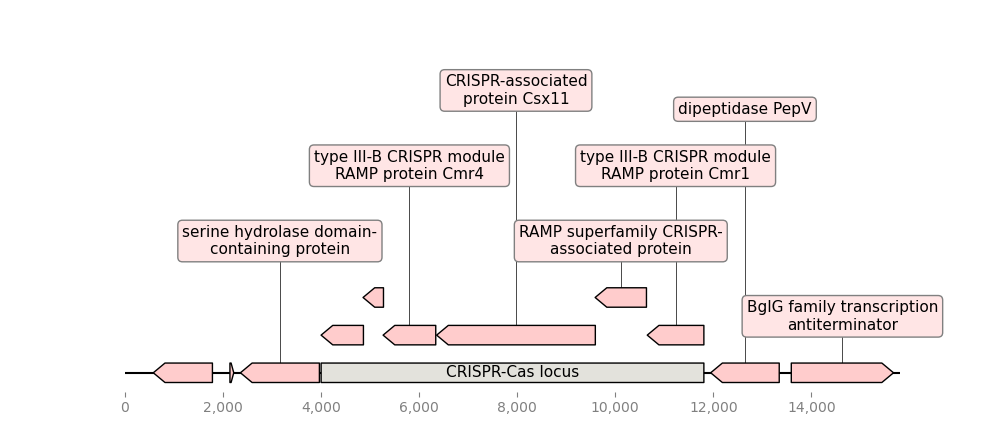 CRISPR-associated
protein Csx11
dipeptidase PepV
type III-B CRISPR module
RAMP protein Cmr4
type III-B CRISPR module
RAMP protein Cmr1
serine hydrolase domain-
containing protein
RAMP superfamily CRISPR-
associated protein
BglG family transcription
antiterminator
CRISPR-Cas locus
0 2,000 4,000 6,000 8,000 10,000 12,000 14,000